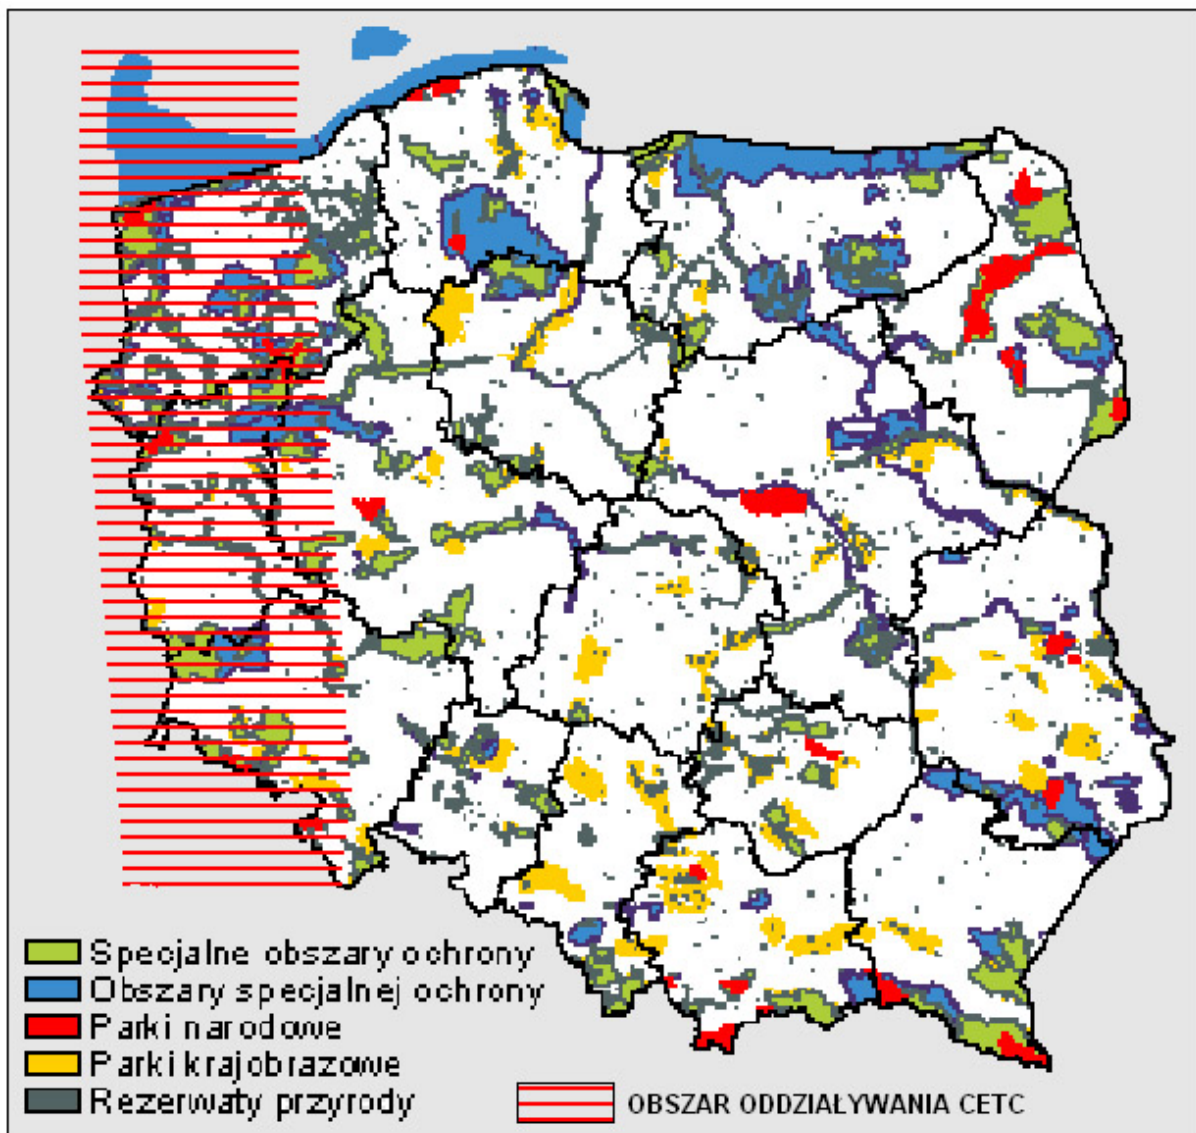 Specjalne obszary ochrony
Obszary specjalnej ochrony
Parki narodowe
Parki krajobrazowe
Rezerwaty przyrody
OBSZAR ODDZIAŁYWANIA CETC